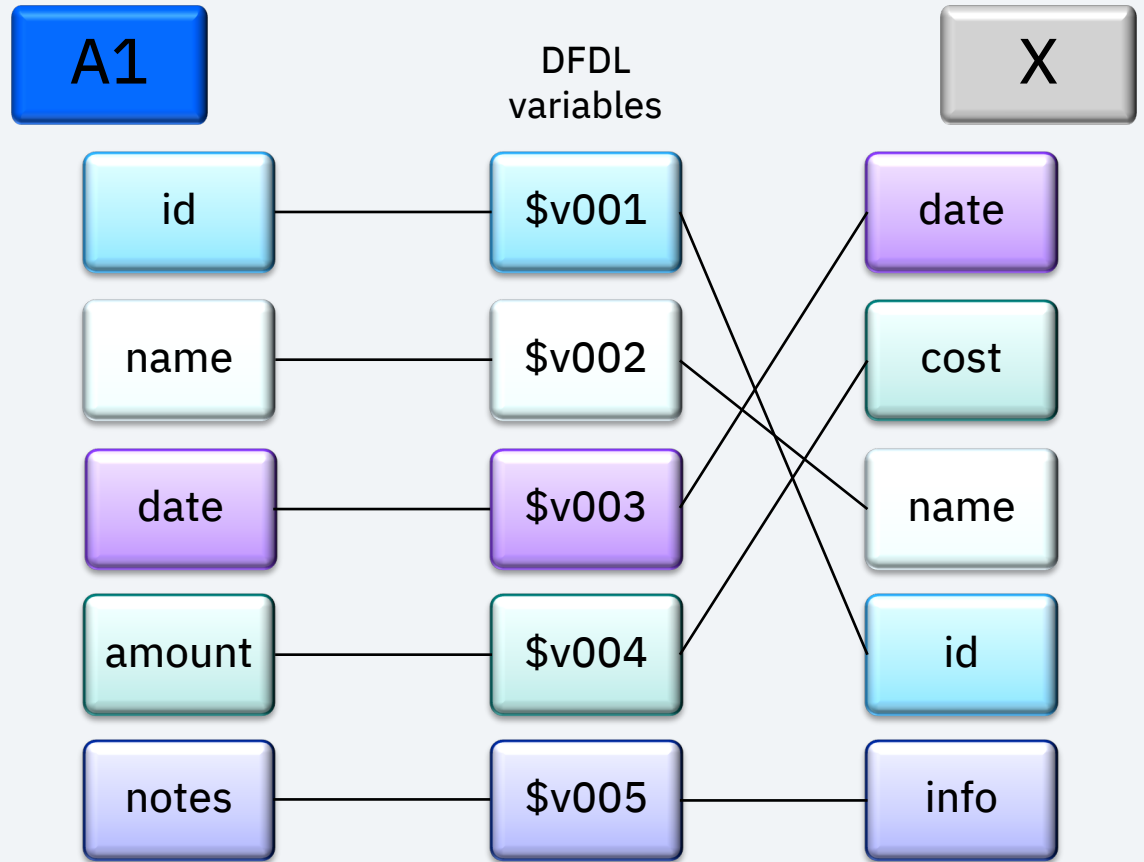 A1
DFDL
variables
X
id
$v001
date
name
$v002
cost
date
$v003
name
amount
$v004
id
notes
$v005
info